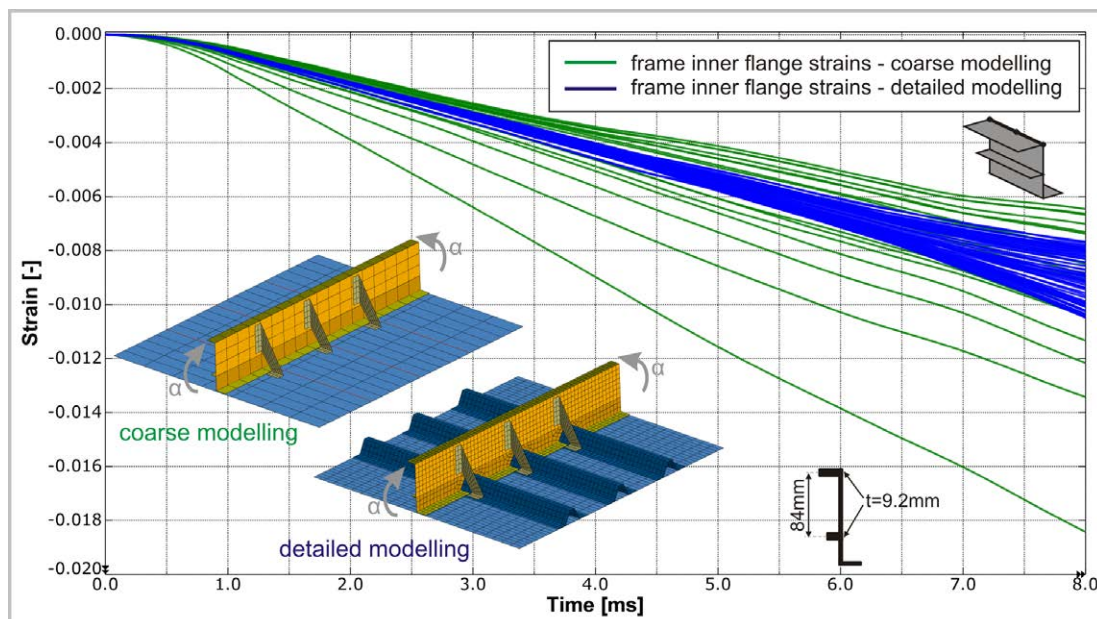 0.000
-0.002
-0.004
-0.006
-0.008
-0.010
-0.012
-0.014
-0.016
-0.018
-0.020
Strain [-]
frame inner flange strains - coarse modelling
frame inner flange strains - detailed modelling
α
α
coarse modelling
α
α
detailed modelling
84mm
t=9.2mm
0.0 1.0 2.0 3.0 4.0 5.0 6.0 7.0 8.0
Time [ms]